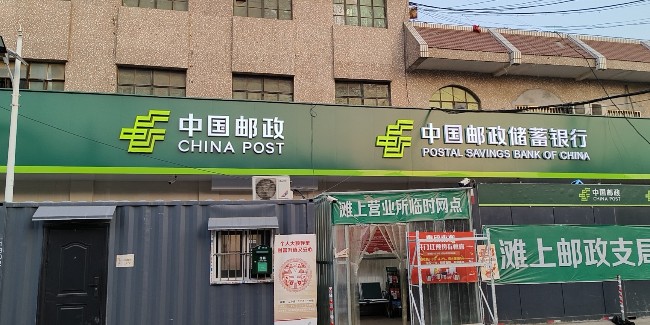 中国邮政
CHINA POST
中国邮政储蓄银行
POSTAL SAVINGS BANK OF CHINA
中国邮政
CHINA POST
滩上营业所临时网点
滩上邮政支局